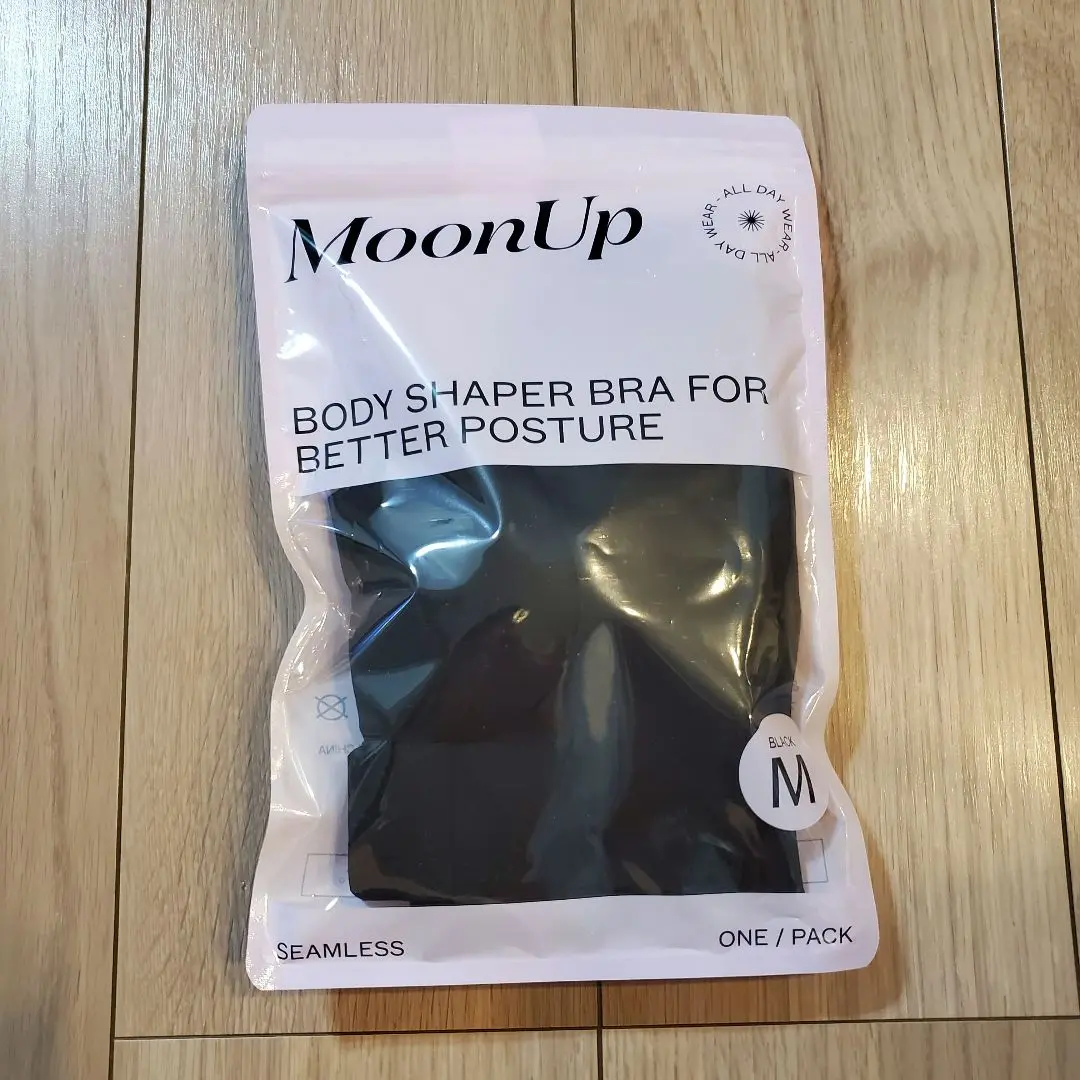 MoonUp
ALL DAY WEAR - ALL DAY WEAR -
BODY SHAPER BRA FOR
BETTER POSTURE
BLACK
M
SEAMLESS
ONE / PACK